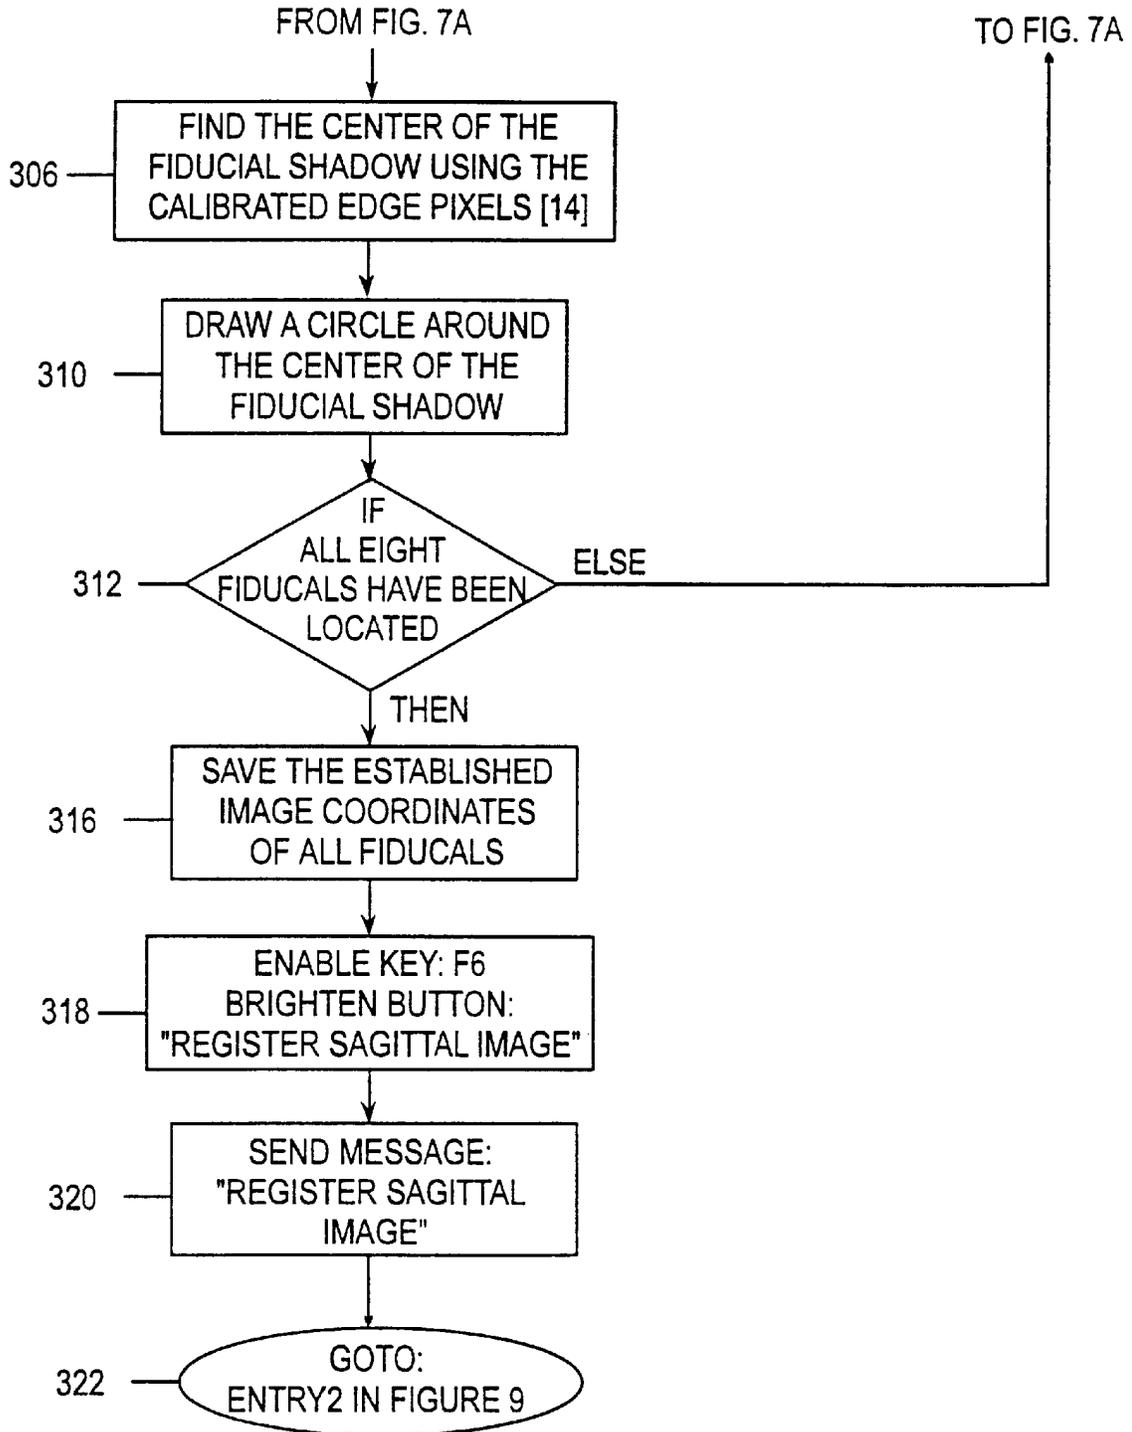 FROM FIG. 7A
TO FIG. 7A
306
FIND THE CENTER OF THE
FIDUCIAL SHADOW USING THE
CALIBRATED EDGE PIXELS [14]
310
DRAW A CIRCLE AROUND
THE CENTER OF THE
FIDUCIAL SHADOW
312
IF
ALL EIGHT
FIDUCALS HAVE BEEN
LOCATED
ELSE
THEN
316
SAVE THE ESTABLISHED
IMAGE COORDINATES
OF ALL FIDUCALS
318
ENABLE KEY: F6
BRIGHTEN BUTTON:
"REGISTER SAGITTAL IMAGE"
320
SEND MESSAGE:
"REGISTER SAGITTAL
IMAGE"
322
GOTO:
ENTRY2 IN FIGURE 9